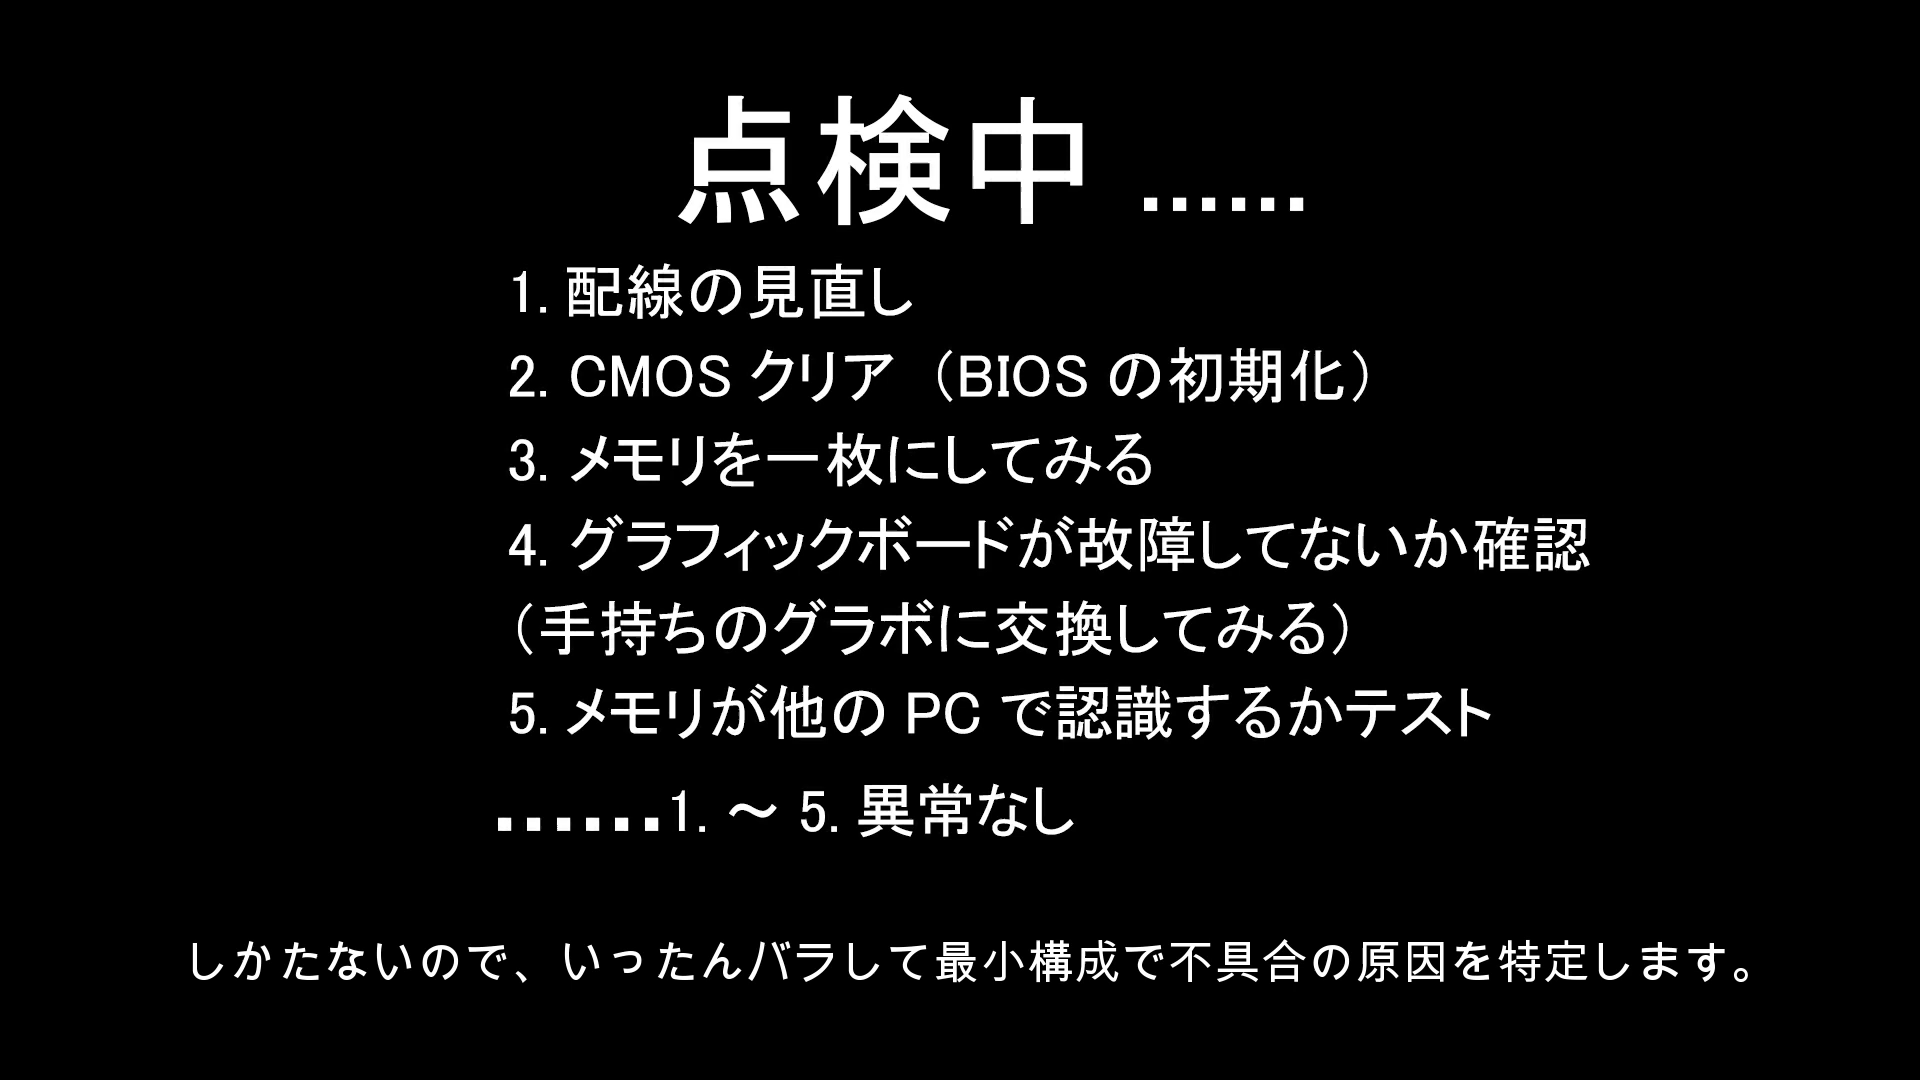 点検中 ......
1. 配線の見直し
2. CMOS クリア （BIOS の初期化）
3. メモリを一枚にしてみる
4. グラフィックボードが故障してないか確認
（手持ちのグラボに交換してみる）
5. メモリが他の PC で認識するかテスト
......1. ～ 5. 異常なし
しかたないので、いったんバラして最小構成で不具合の原因を特定します。